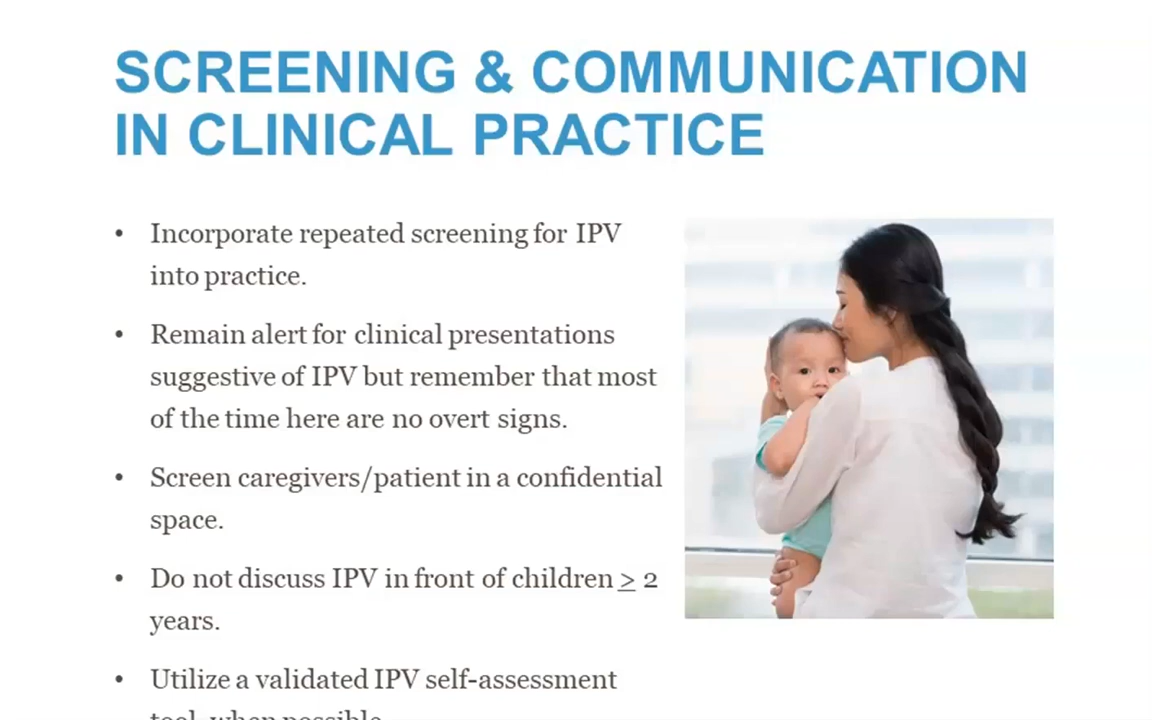 SCREENING & COMMUNICATION
IN CLINICAL PRACTICE
• Incorporate repeated screening for IPV
into practice.
• Remain alert for clinical presentations
suggestive of IPV but remember that most
of the time here are no overt signs.
• Screen caregivers/patient in a confidential
space.
• Do not discuss IPV in front of children ≥ 2
years.
• Utilize a validated IPV self-assessment
tool, when possible